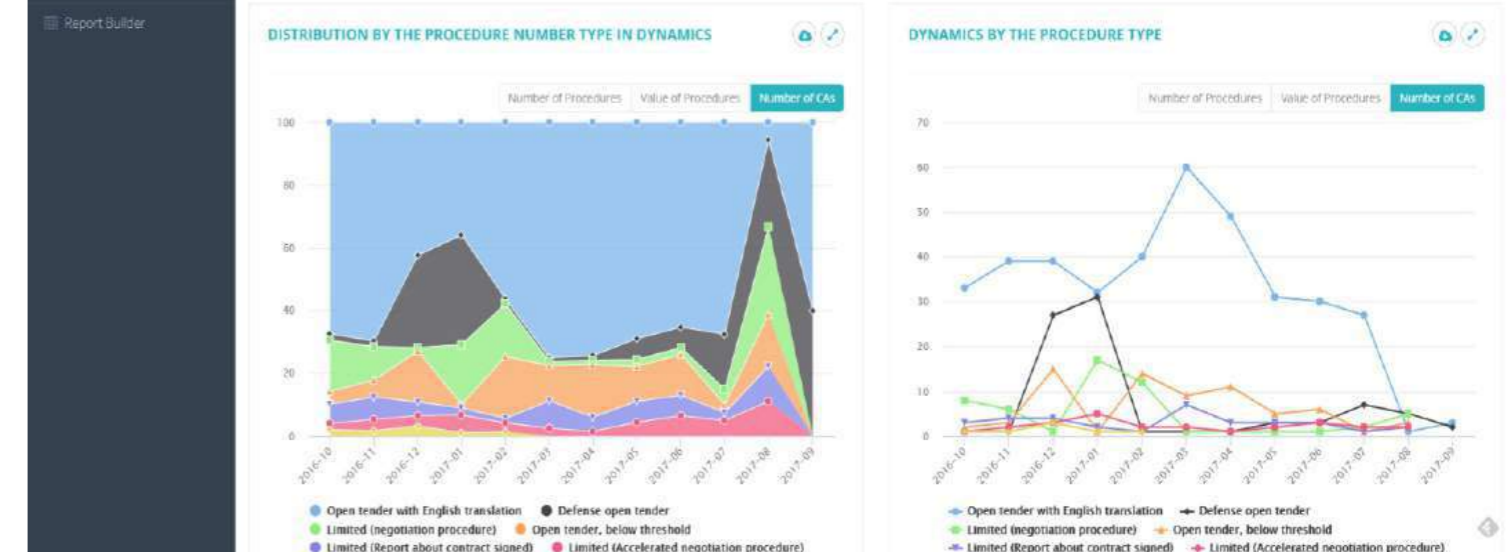 Report Builder
DISTRIBUTION BY THE PROCEDURE NUMBER TYPE IN DYNAMICS
Number of Procedures Value of Procedures Number of CAs
100
80
60
40
20
0
2016-10 2016-11 2016-12 2017-01 2017-02 2017-03 2017-04 2017-05 2017-06 2017-07 2017-08 2017-09
Open tender with English translation Defense open tender
Limited (negotiation procedure) Open tender, below threshold
Limited (Report about contract signed) Limited (Accelerated negotiation procedure)
DYNAMICS BY THE PROCEDURE TYPE
Number of Procedures Value of Procedures Number of CAs
70
60
50
40
30
20
10
0
2016-10 2016-11 2016-12 2017-01 2017-02 2017-03 2017-04 2017-05 2017-06 2017-07 2017-08 2017-09
Open tender with English translation Defense open tender
Limited (negotiation procedure) Open tender, below threshold
Limited (Report about contract signed) Limited (Accelerated negotiation procedure)